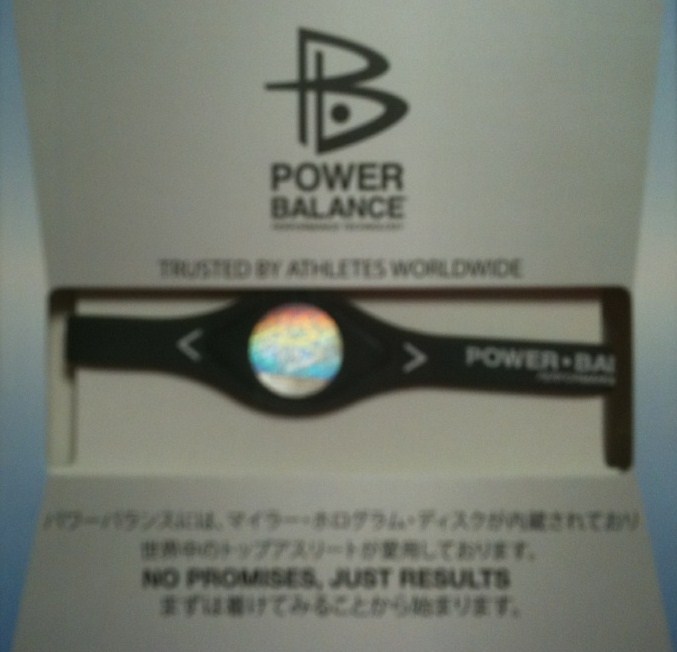 POWER
BALANCE
PERFORMANCE TECHNOLOGY
TRUSTED BY ATHLETES WORLDWIDE
< >
POWER•BAL
PERFORMANCE
パワーバランスには、マイラー・ホログラム・ディスクが内蔵されており
世界中のトップアスリートが愛用しております。
NO PROMISES, JUST RESULTS
まずは着けてみることから始まります。